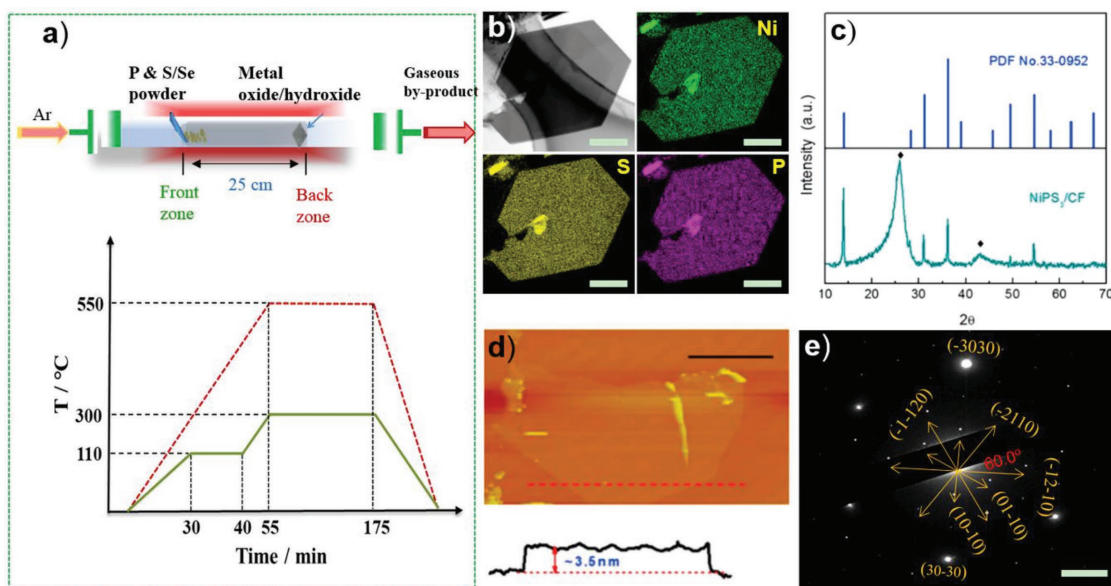 a)
P & S/Se
powder
Metal
oxide/hydroxide
Gaseous
by-product
Ar
25 cm
Front
zone
Back
zone
T / °C
550
300
110
30 40 55 175
Time / min
b)
Ni
S
P
c)
Intensity (a.u.)
PDF No.33-0952
NiPS3/CF
10 20 30 40 50 60 70
2θ
d)
~3.5nm
e)
(-3030)
(-1-120)
(-2110)
60.0°
(-12-10)
(01-10)
(10-10)
(30-30)